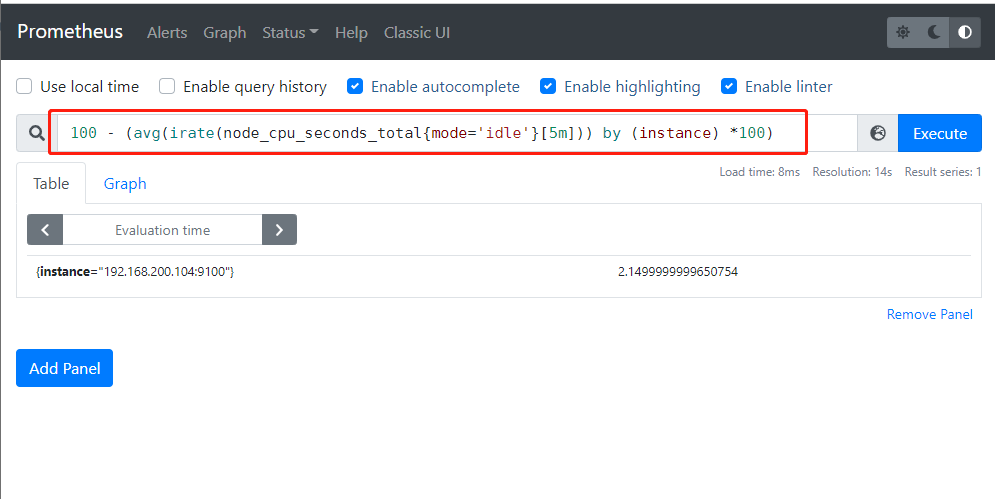 Prometheus Alerts Graph Status Help Classic UI
Use local time Enable query history Enable autocomplete Enable highlighting Enable linter
100 - (avg(irate(node_cpu_seconds_total{mode='idle'}[5m])) by (instance) *100) Execute
Load time: 8ms Resolution: 14s Result series: 1
Table Graph
Evaluation time
{instance="192.168.200.104:9100"} 2.1499999999650754
Remove Panel
Add Panel